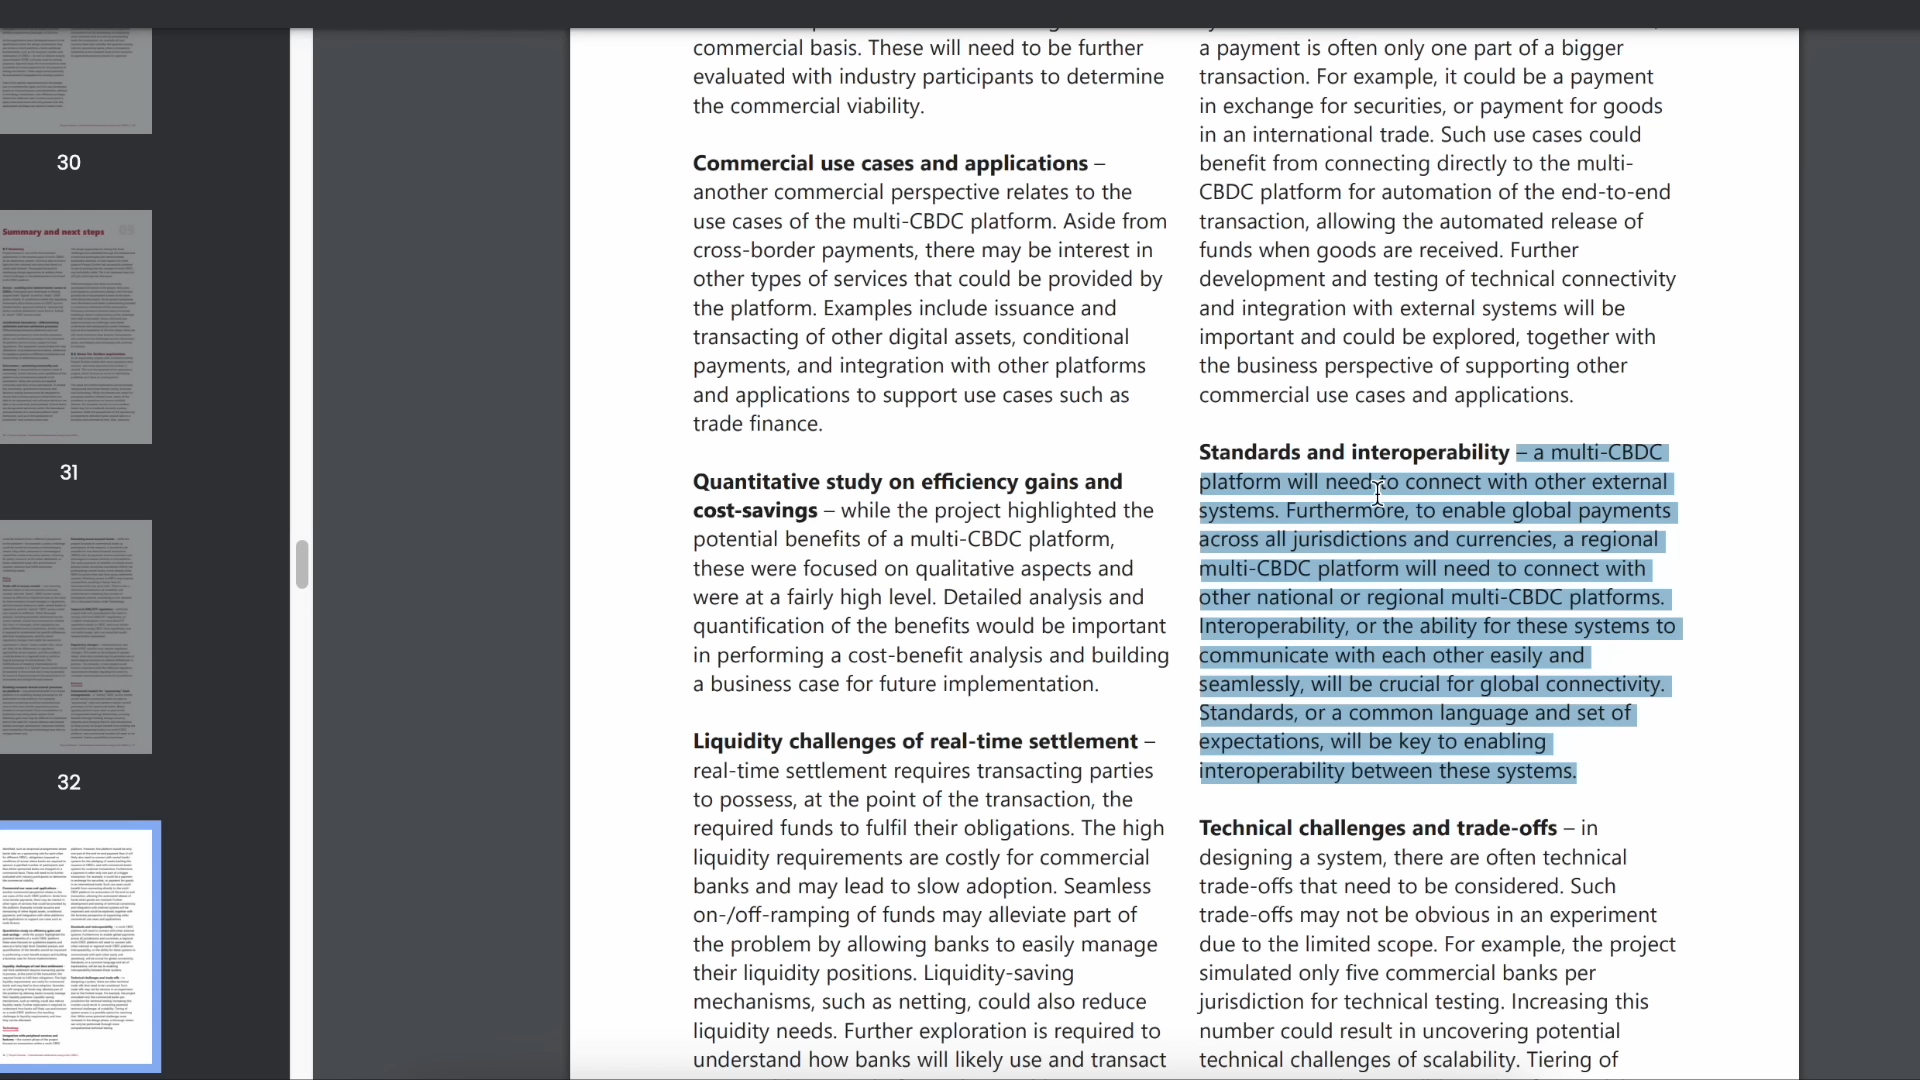 30
Summary and next steps
31
32
commercial basis. These will need to be further
evaluated with industry participants to determine
the commercial viability.
Commercial use cases and applications –
another commercial perspective relates to the
use cases of the multi-CBDC platform. Aside from
cross-border payments, there may be interest in
other types of services that could be provided by
the platform. Examples include issuance and
transacting of other digital assets, conditional
payments, and integration with other platforms
and applications to support use cases such as
trade finance.
Quantitative study on efficiency gains and
cost-savings – while the project highlighted the
potential benefits of a multi-CBDC platform,
these were focused on qualitative aspects and
were at a fairly high level. Detailed analysis and
quantification of the benefits would be important
in performing a cost-benefit analysis and building
a business case for future implementation.
Liquidity challenges of real-time settlement –
real-time settlement requires transacting parties
to possess, at the point of the transaction, the
required funds to fulfil their obligations. The high
liquidity requirements are costly for commercial
banks and may lead to slow adoption. Seamless
on-/off-ramping of funds may alleviate part of
the problem by allowing banks to easily manage
their liquidity positions. Liquidity-saving
mechanisms, such as netting, could also reduce
liquidity needs. Further exploration is required to
understand how banks will likely use and transact
a payment is often only one part of a bigger
transaction. For example, it could be a payment
in exchange for securities, or payment for goods
in an international trade. Such use cases could
benefit from connecting directly to the multi-
CBDC platform for automation of the end-to-end
transaction, allowing the automated release of
funds when goods are received. Further
development and testing of technical connectivity
and integration with external systems will be
important and could be explored, together with
the business perspective of supporting other
commercial use cases and applications.
Standards and interoperability – a multi-CBDC
platform will need to connect with other external
systems. Furthermore, to enable global payments
across all jurisdictions and currencies, a regional
multi-CBDC platform will need to connect with
other national or regional multi-CBDC platforms.
Interoperability, or the ability for these systems to
communicate with each other easily and
seamlessly, will be crucial for global connectivity.
Standards, or a common language and set of
expectations, will be key to enabling
interoperability between these systems.
Technical challenges and trade-offs – in
designing a system, there are often technical
trade-offs that need to be considered. Such
trade-offs may not be obvious in an experiment
due to the limited scope. For example, the project
simulated only five commercial banks per
jurisdiction for technical testing. Increasing this
number could result in uncovering potential
technical challenges of scalability. Tiering of